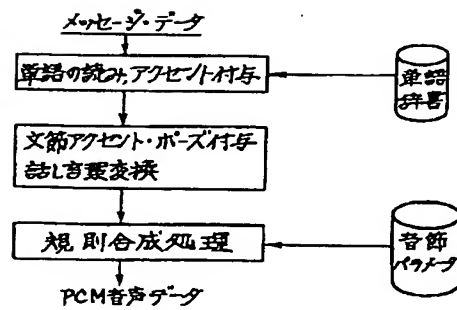 メッセージ・データ
単語の読み,アクセント付与
単語
辞書
文節アクセント・ポーズ付与
話し言葉変換
規則合成処理
音節
パラメータ
PCM音声データ